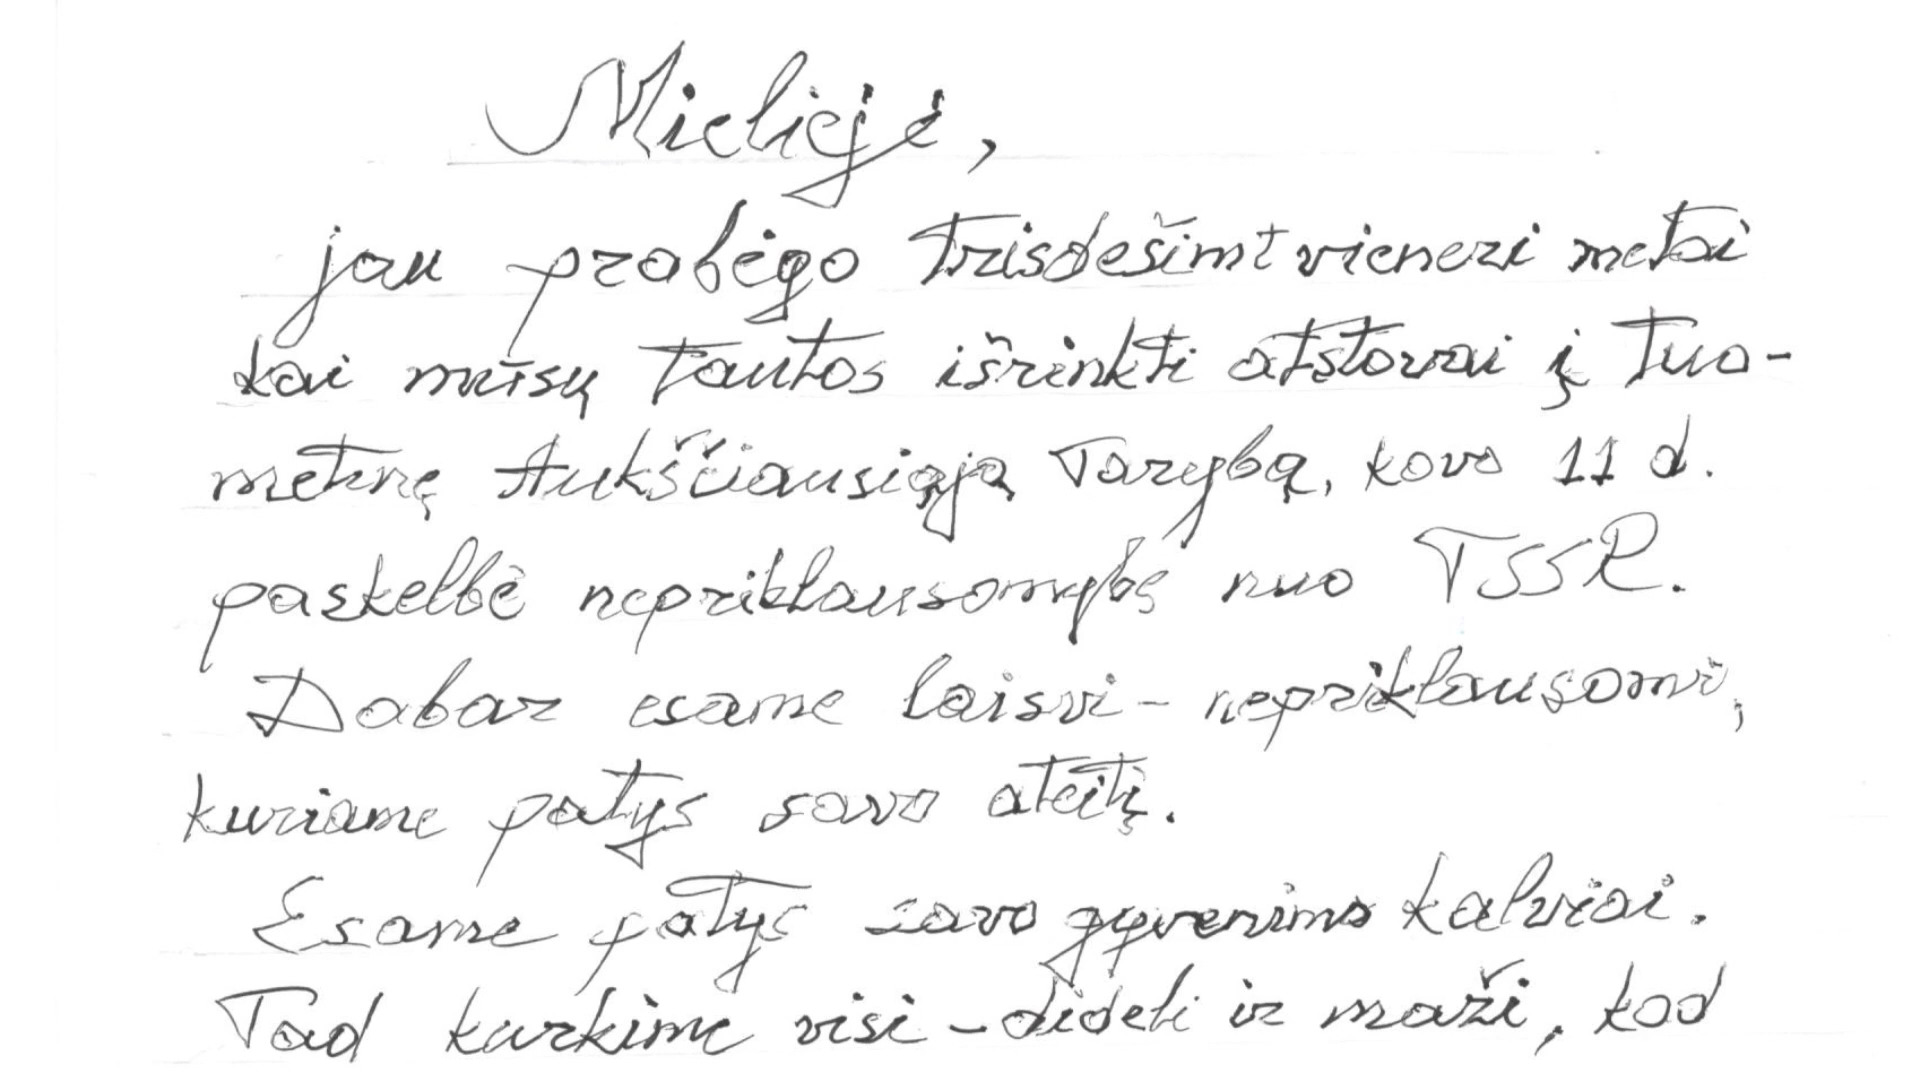 Mielieji,
jau prabėgo trisdešimt vieneri metai
kai mūsų tautos išrinkti atstovai į tuo-
metinę Aukščiausiąją Tarybą, kovo 11 d.
paskelbė nepriklausomybę nuo TSSR.
Dabar esame laisvi - nepriklausomi,
kuriame patys savo ateitį.
Esame patys savo gyvenimo kalviai.
Tad kurkime visi - dideli ir maži, kad